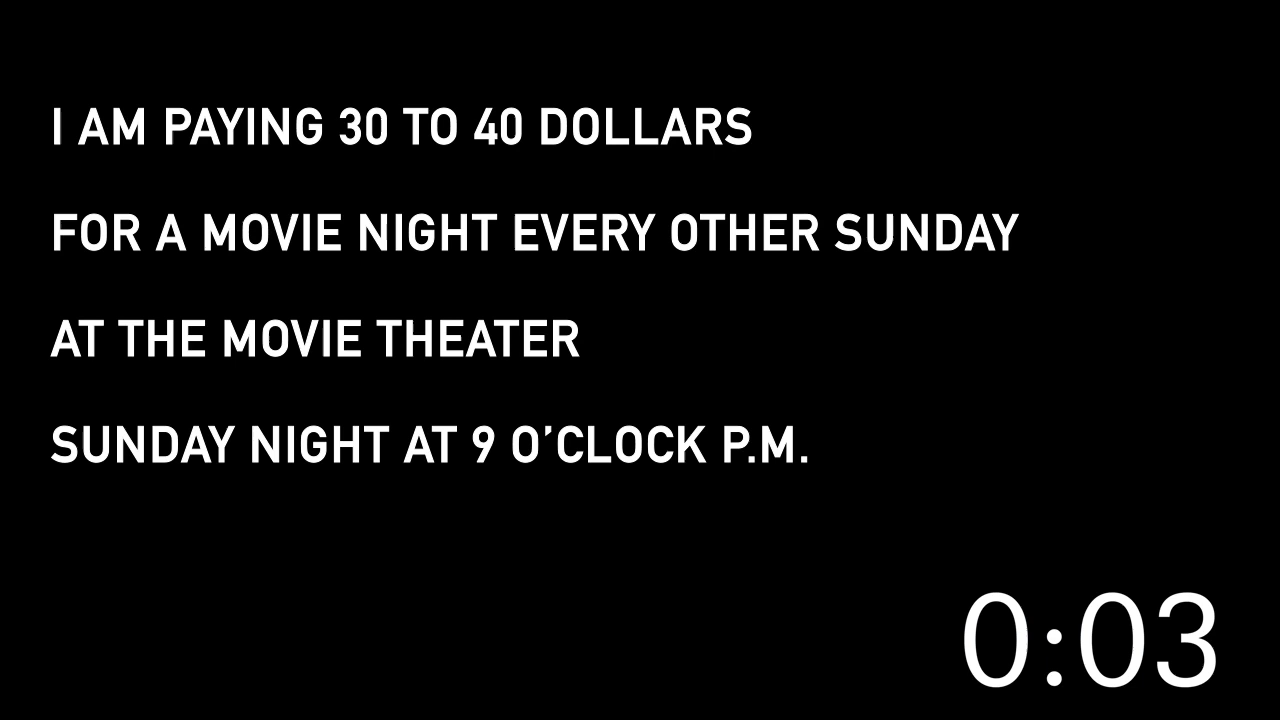 I AM PAYING 30 TO 40 DOLLARS
FOR A MOVIE NIGHT EVERY OTHER SUNDAY
AT THE MOVIE THEATER
SUNDAY NIGHT AT 9 O’CLOCK P.M.
0:03